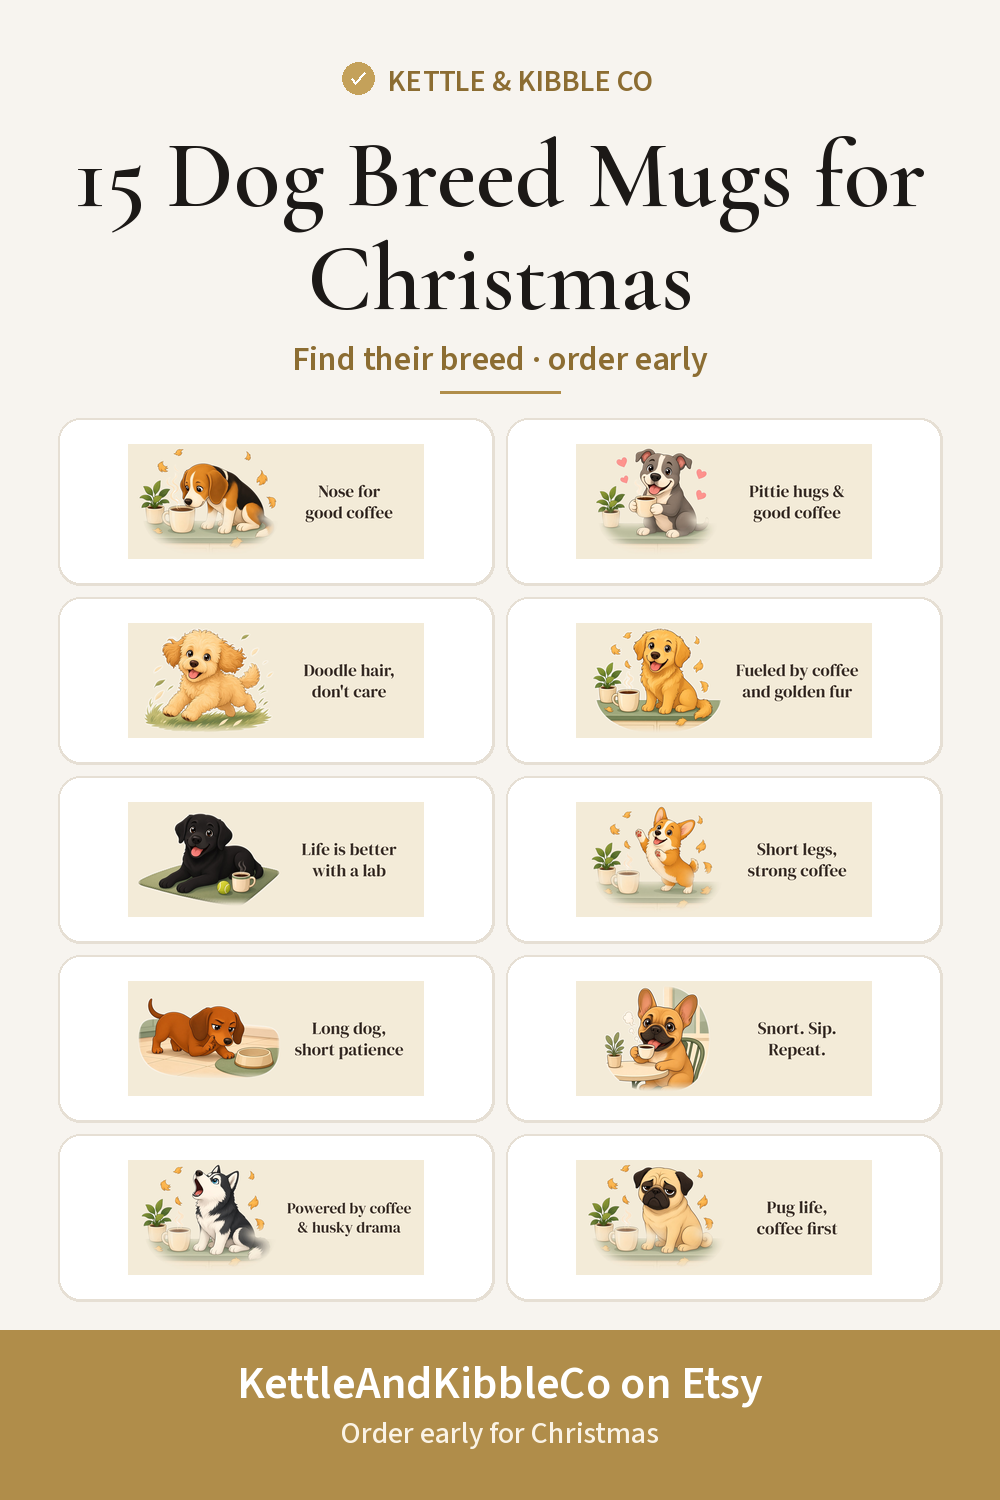 KETTLE & KIBBLE CO
15 Dog Breed Mugs for
Christmas
Find their breed · order early
Nose for
good coffee
Pittie hugs &
good coffee
Doodle hair,
don't care
Fueled by coffee
and golden fur
Life is better
with a lab
Short legs,
strong coffee
Long dog,
short patience
Snort. Sip.
Repeat.
Powered by coffee
& husky drama
Pug life,
coffee first
KettleAndKibbleCo on Etsy
Order early for Christmas